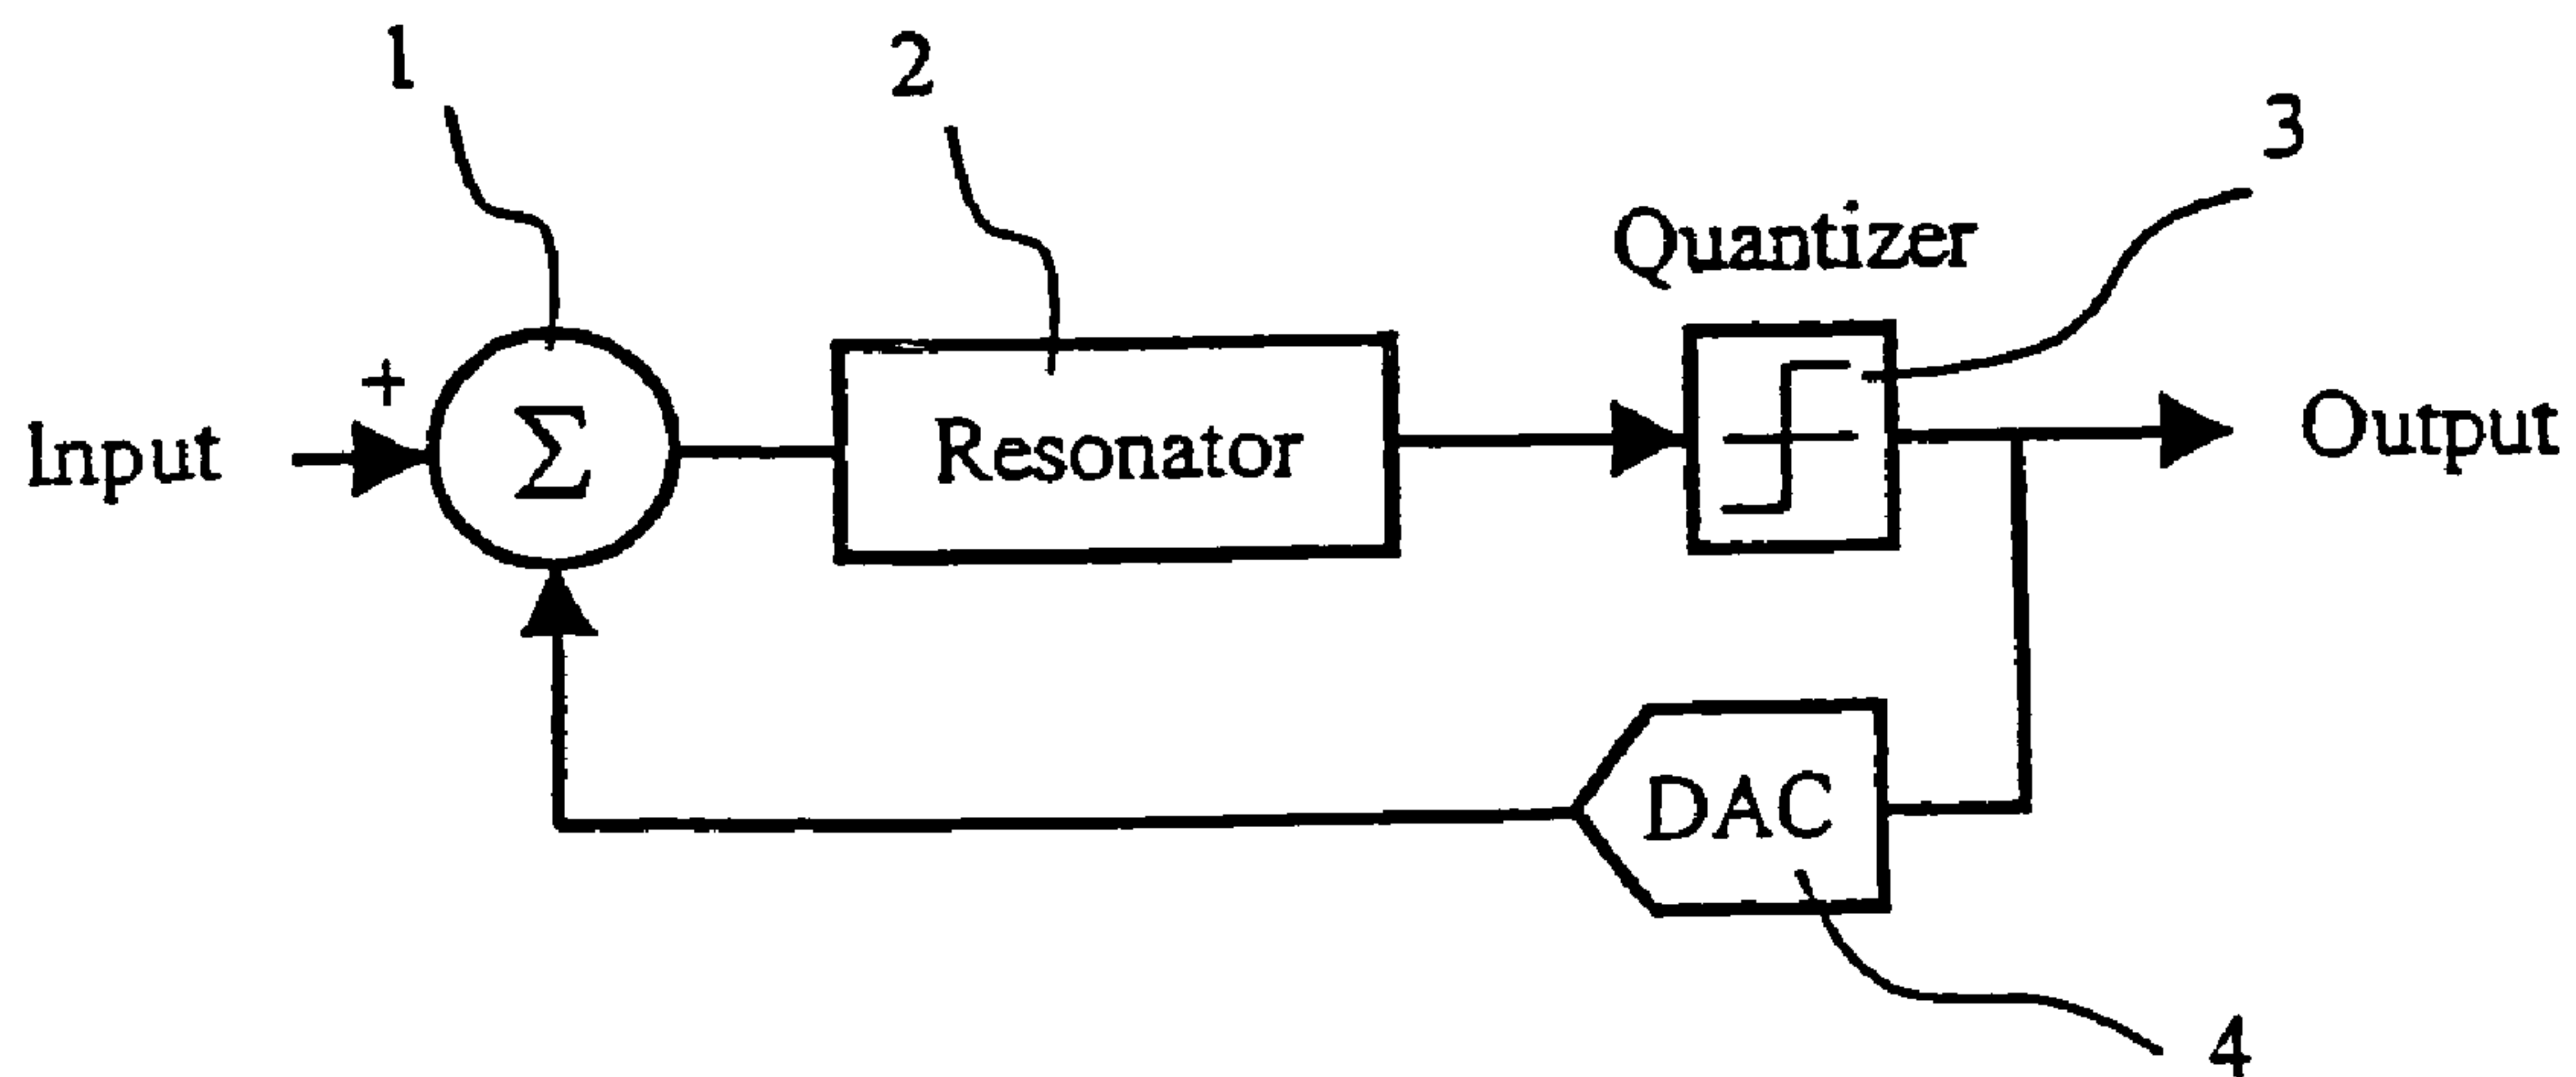 1
2
3
Quantizer
+
Input
Σ
Resonator
Output
DAC
4